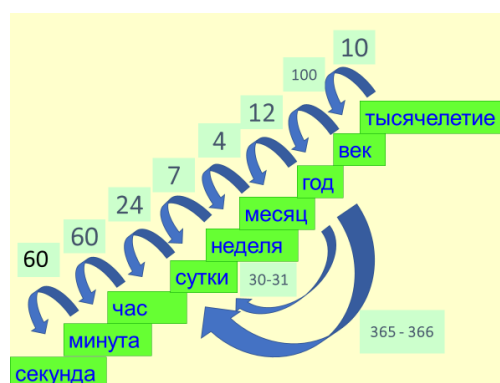 10
100
тысячелетие
12
век
4
год
7
месяц
24
неделя
60
сутки
30-31
60
час
365 - 366
минута
секунда